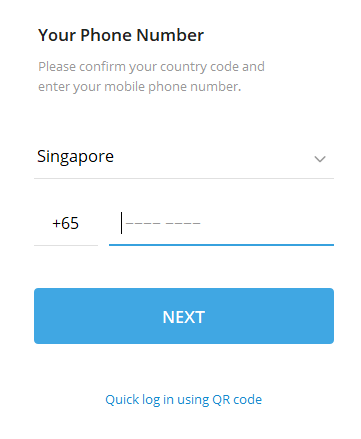 Your Phone Number
Please confirm your country code and
enter your mobile phone number.
Singapore
+65 ---- ----
NEXT
Quick log in using QR code